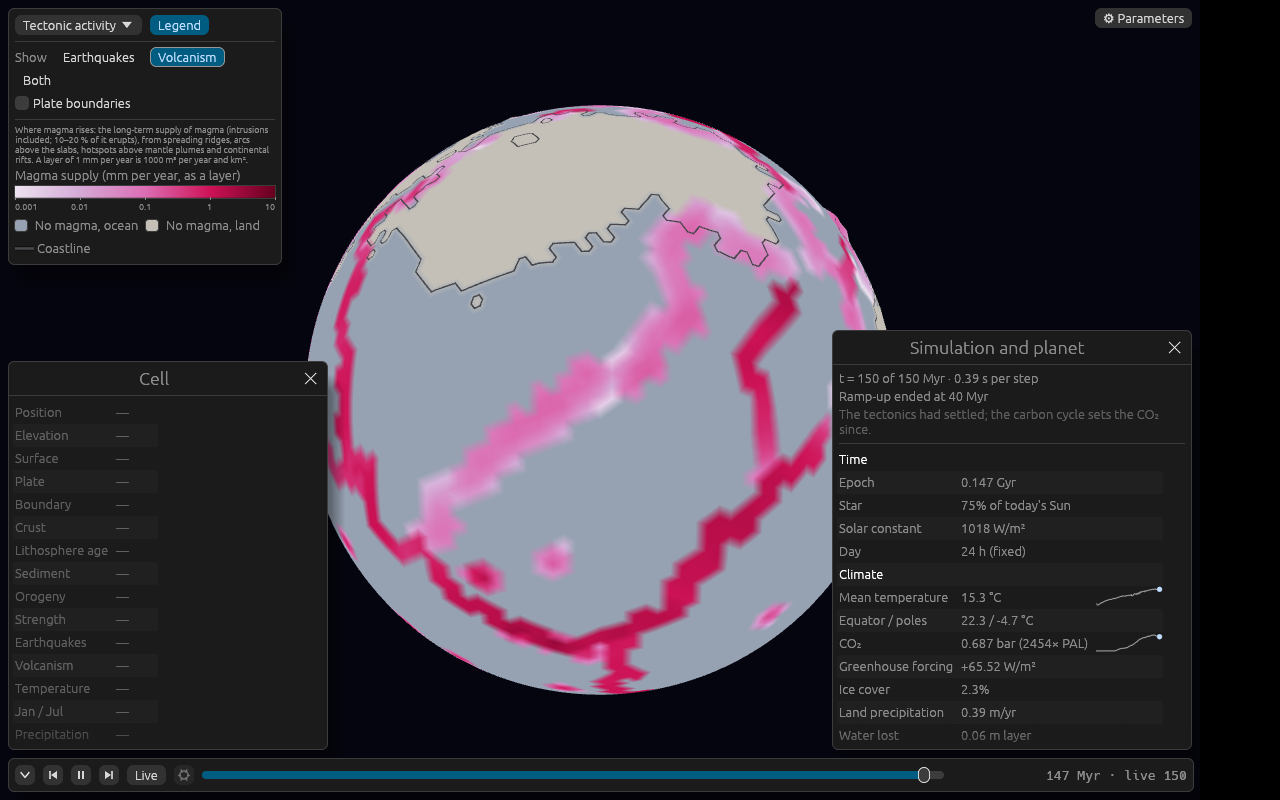 Tectonic activity
Legend
⚙ Parameters
Show Earthquakes Volcanism
Both
Plate boundaries
Where magma rises: the long-term supply of magma (intrusions
included; 10–20 % of it erupts), from spreading ridges, arcs
above the slabs, hotspots above mantle plumes and continental
rifts. A layer of 1 mm per year is 1000 m³ per year and km².
Magma supply (mm per year, as a layer)
0.001 0.01 0.1 1 10
No magma, ocean No magma, land
Coastline
Cell
Position —
Elevation —
Surface —
Plate —
Boundary —
Crust —
Lithosphere age —
Sediment —
Orogeny —
Strength —
Earthquakes —
Volcanism —
Temperature —
Jan / Jul —
Precipitation —
Simulation and planet
t = 150 of 150 Myr · 0.39 s per step
Ramp-up ended at 40 Myr
The tectonics had settled; the carbon cycle sets the CO₂
since.
Time
Epoch 0.147 Gyr
Star 75% of today's Sun
Solar constant 1018 W/m²
Day 24 h (fixed)
Climate
Mean temperature 15.3 °C
Equator / poles 22.3 / -4.7 °C
CO₂ 0.687 bar (2454× PAL)
Greenhouse forcing +65.52 W/m²
Ice cover 2.3%
Land precipitation 0.39 m/yr
Water lost 0.06 m layer
Live
147 Myr · live 150